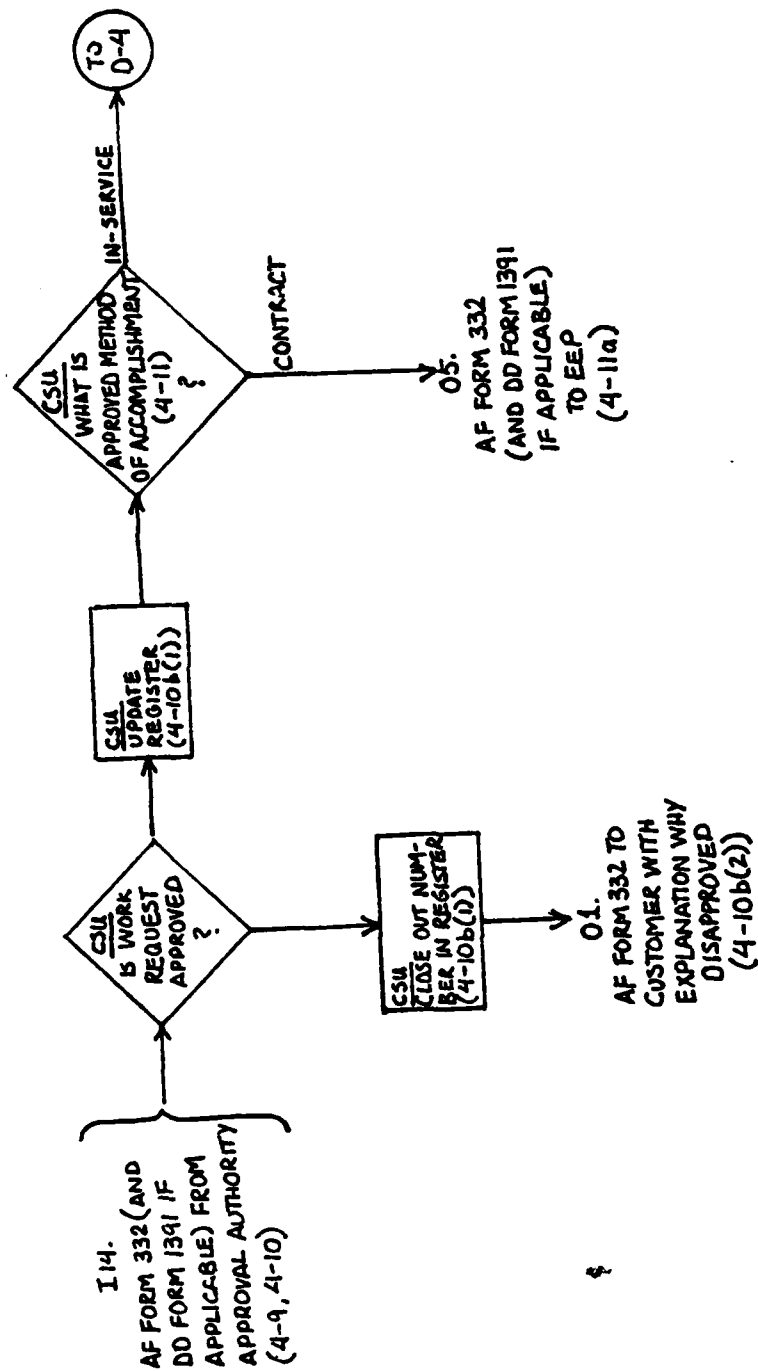 I14.
AF FORM 332 (AND
DD FORM 1391 IF
APPLICABLE) FROM
APPROVAL AUTHORITY
(4-9, 4-10)
CSU
IS WORK
REQUEST
APPROVED
?
CSU
UPDATE
REGISTER
(4-10b(1))
CSU
WHAT IS
APPROVED METHOD
OF ACCOMPLISHMENT
(4-11)
?
IN-SERVICE
TO
D-4
CONTRACT
O5.
AF FORM 332
(AND DD FORM 1391
IF APPLICABLE)
TO EEP
(4-11a)
CSU
CLOSE OUT NUM-
BER IN REGISTER
(4-10b(1))
O1.
AF FORM 332 TO
CUSTOMER WITH
EXPLANATION WHY
DISAPPROVED
(4-10b(2))